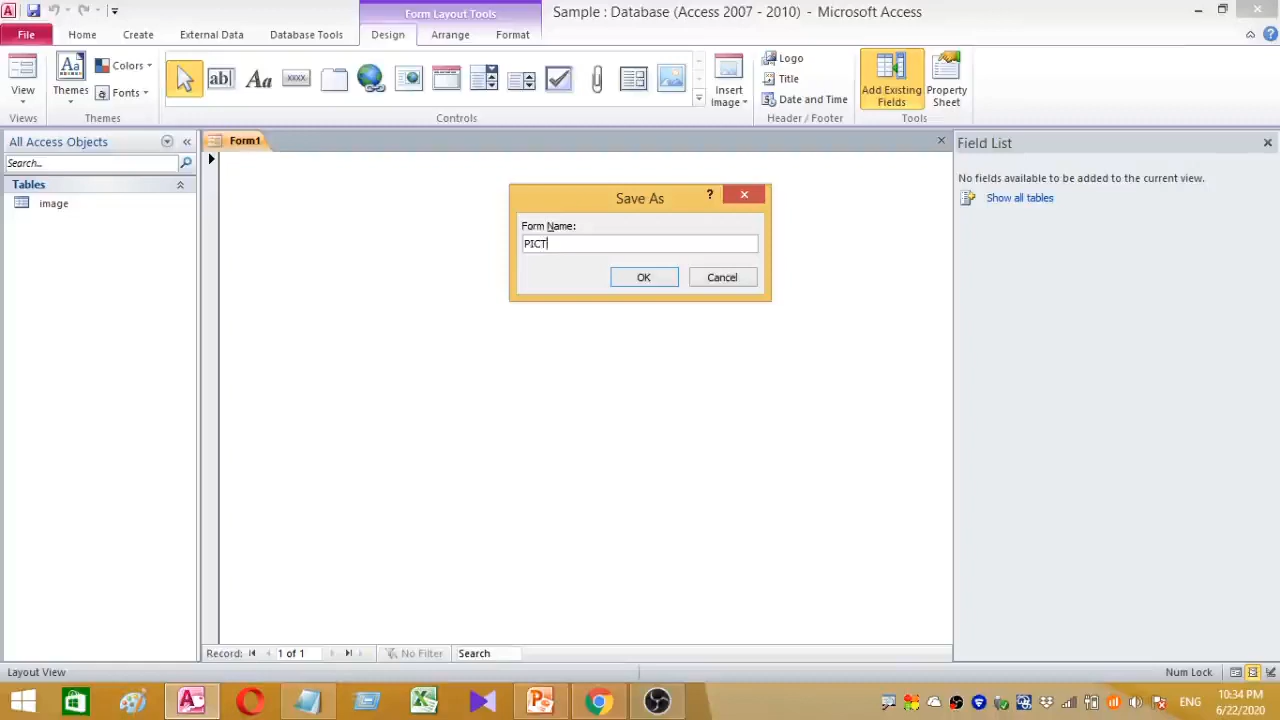 Form Layout Tools
Sample : Database (Access 2007 - 2010) - Microsoft Access
File Home Create External Data Database Tools Design Arrange Format
View
Views
Themes
Colors
Fonts
Themes
ab|
Aa
xxxx
Controls
Insert
Image
Logo
Title
Date and Time
Header / Footer
Add Existing
Fields
Property
Sheet
Tools
All Access Objects
Search...
Tables
image
Form1
Save As
?
Form Name:
PICT
OK Cancel
Field List
No fields available to be added to the current view.
Show all tables
Record: 1 of 1 No Filter Search
Layout View
Num Lock
ENG
10:34 PM
6/22/2020